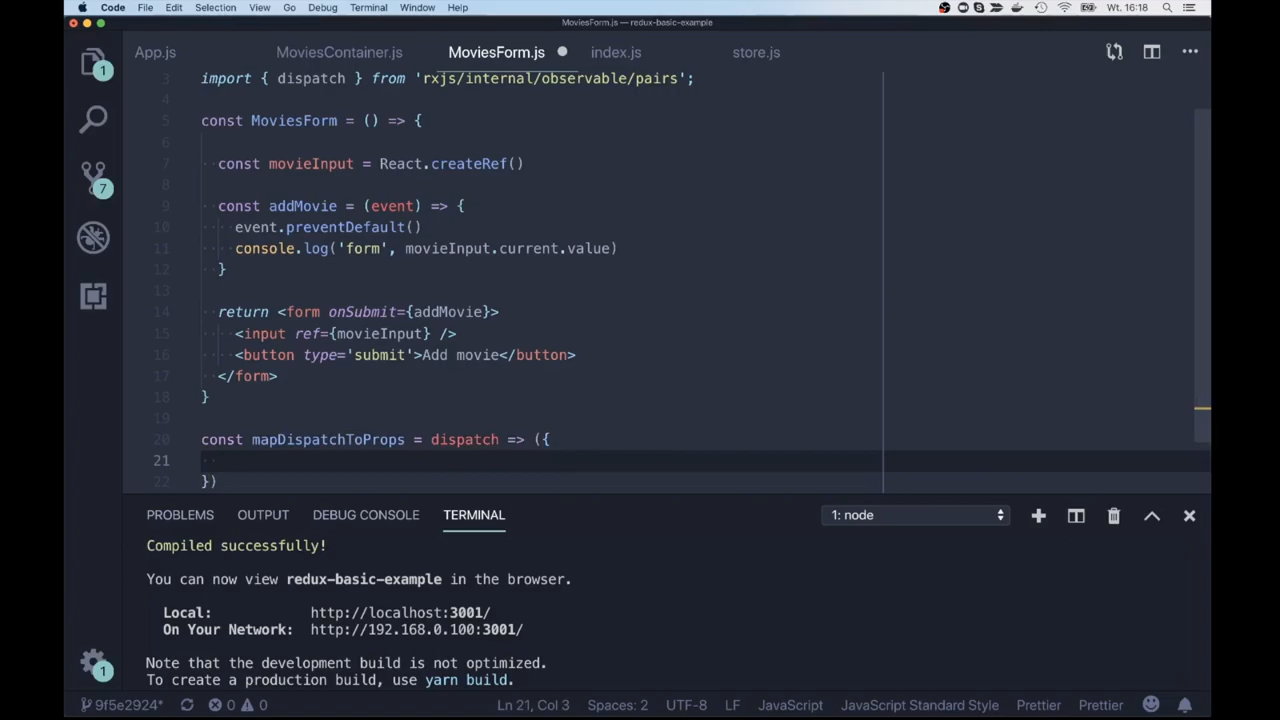 Code File Edit Selection View Go Debug Terminal Window Help Wt. 16:18
MoviesForm.js — redux-basic-example
App.js MoviesContainer.js MoviesForm.js index.js store.js
3 import { dispatch } from 'rxjs/internal/observable/pairs';
4
5 const MoviesForm = () => {
6
7 const movieInput = React.createRef()
8
9 const addMovie = (event) => {
10 event.preventDefault()
11 console.log('form', movieInput.current.value)
12 }
13
14 return <form onSubmit={addMovie}>
15 <input ref={movieInput} />
16 <button type='submit'>Add movie</button>
17 </form>
18 }
19
20 const mapDispatchToProps = dispatch => ({
21
22 })
1
7
PROBLEMS OUTPUT DEBUG CONSOLE TERMINAL 1: node
Compiled successfully!
You can now view redux-basic-example in the browser.
Local: http://localhost:3001/
On Your Network: http://192.168.0.100:3001/
Note that the development build is not optimized.
To create a production build, use yarn build.
1
9f5e2924* 0 0 Ln 21, Col 3 Spaces: 2 UTF-8 LF JavaScript JavaScript Standard Style Prettier Prettier